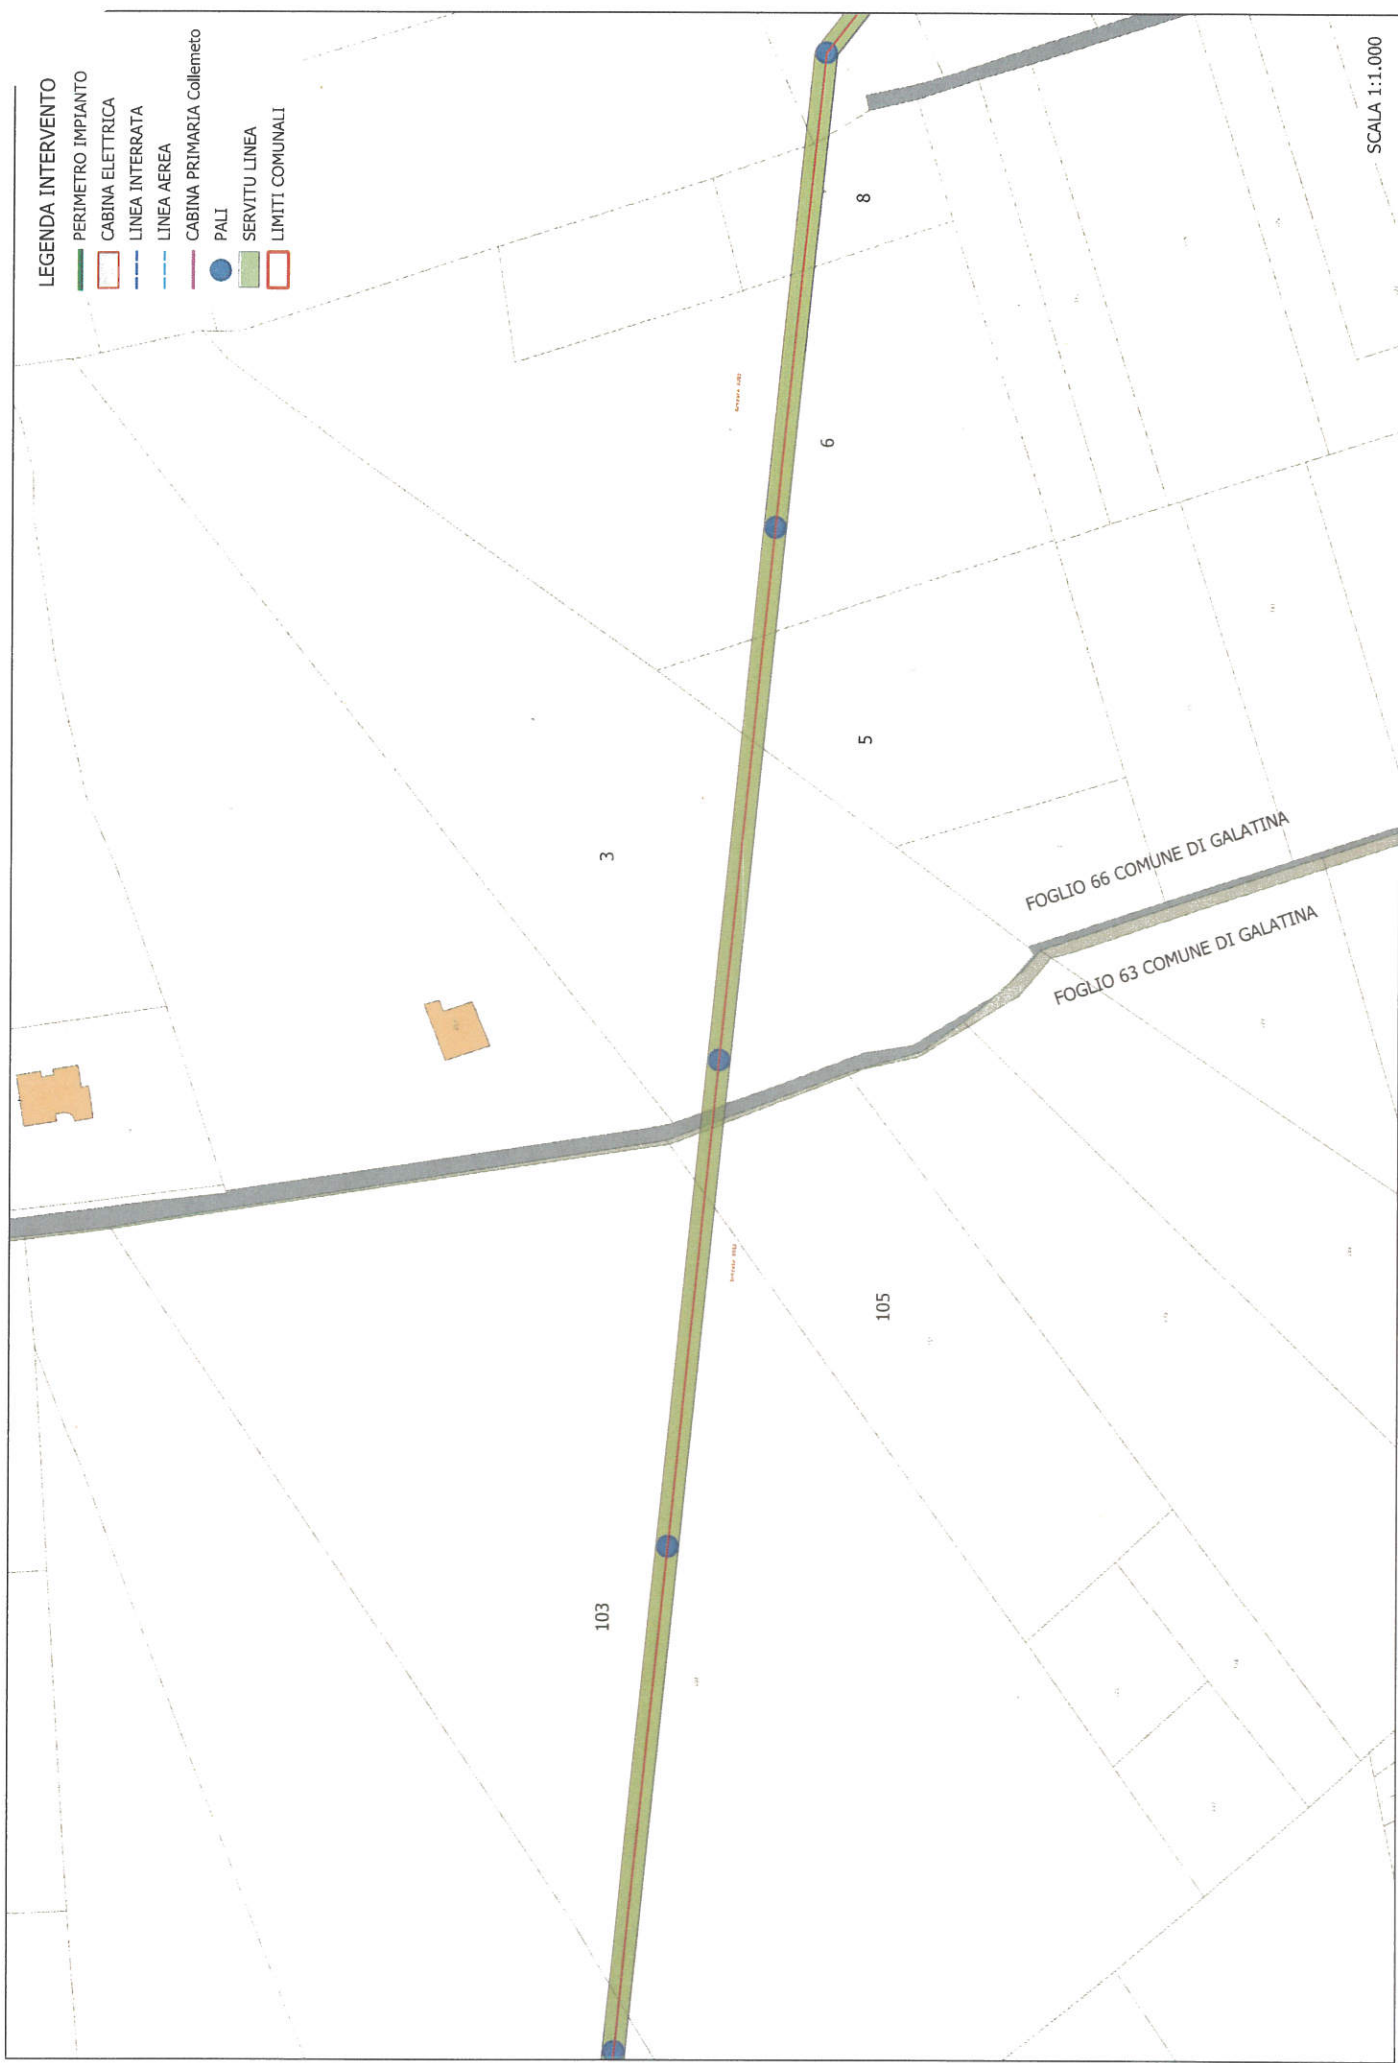 LEGENDA INTERVENTO
PERIMETRO IMPIANTO
CABINA ELETTRICA
LINEA INTERRATA
LINEA AEREA
CABINA PRIMARIA Collemeto
PALI
SERVITU LINEA
LIMITI COMUNALI
103
105
3
5
6
8
FOGLIO 66 COMUNE DI GALATINA
FOGLIO 63 COMUNE DI GALATINA
SCALA 1:1.000